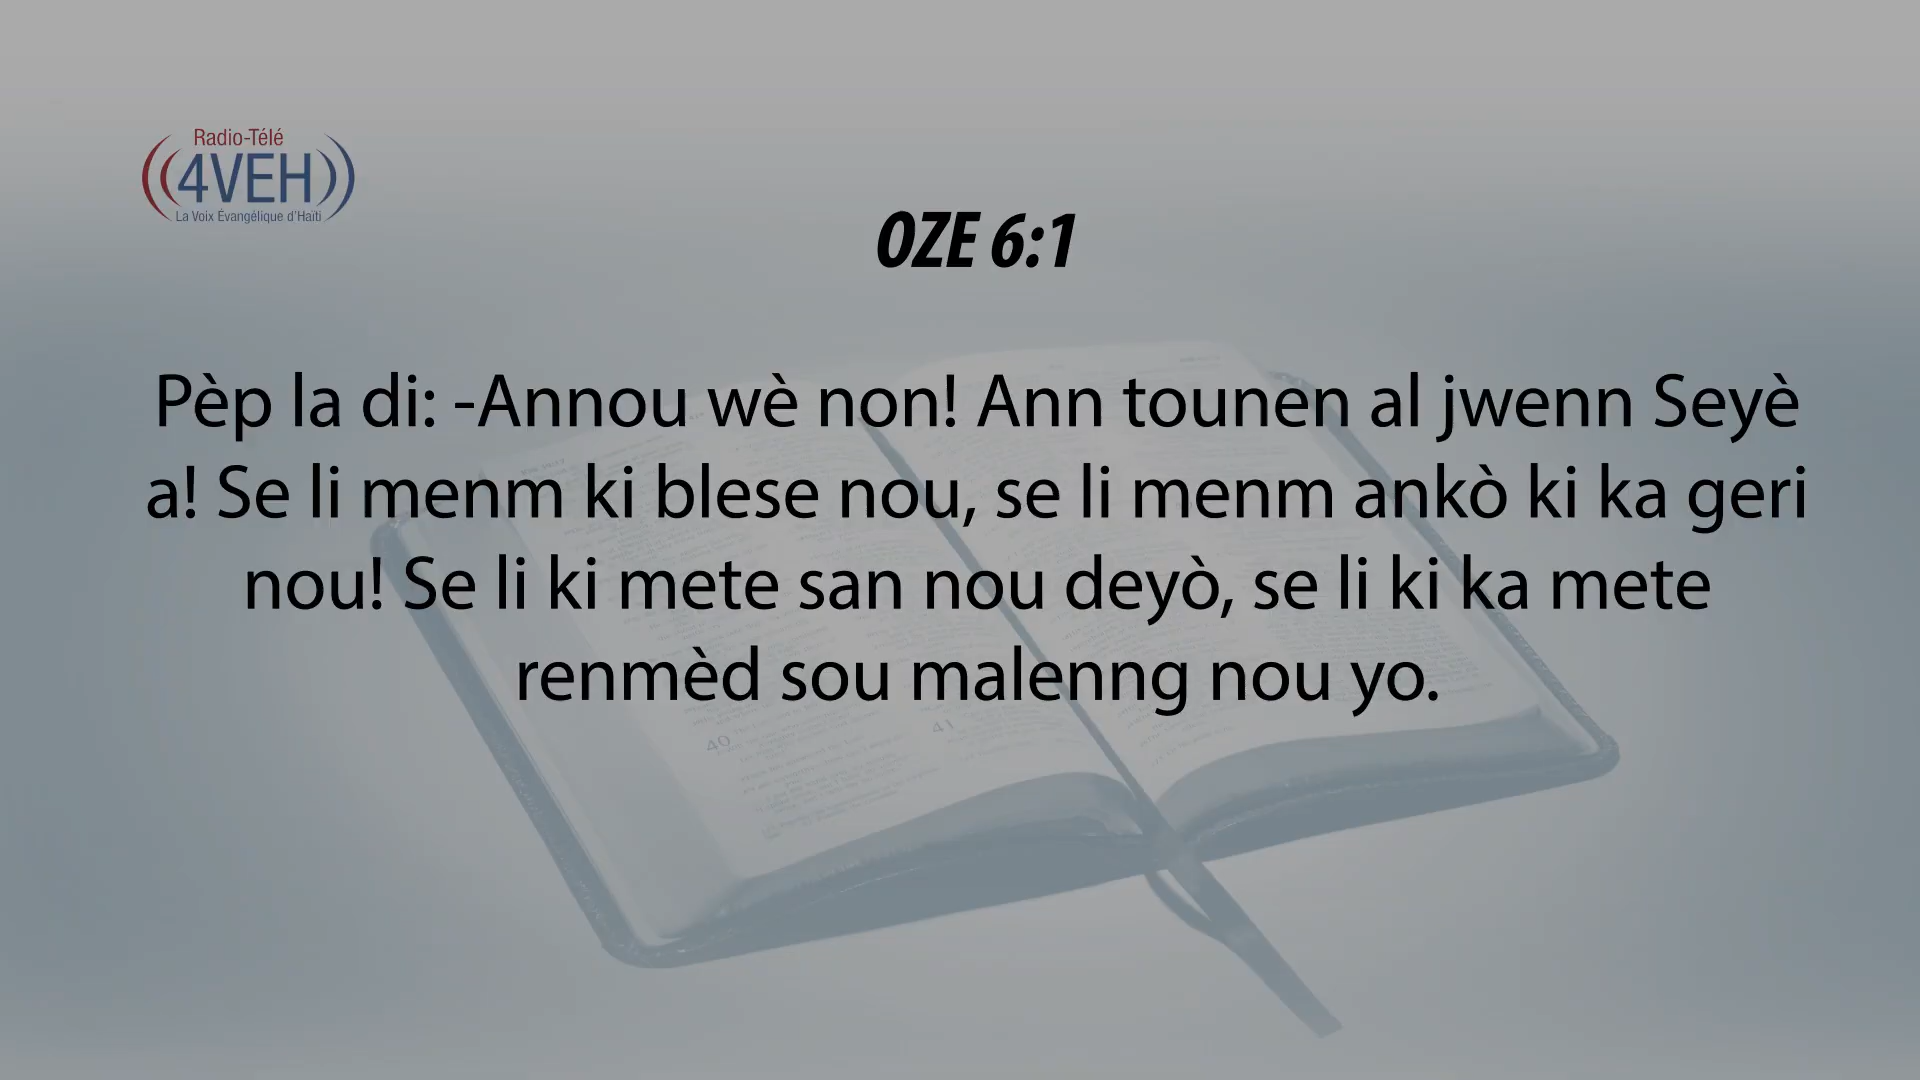 Radio-Télé
4VEH
La Voix Évangélique d'Haïti
OZE 6:1
Pèp la di: -Annou wè non! Ann tounen al jwenn Seyè
a! Se li menm ki blese nou, se li menm ankò ki ka geri
nou! Se li ki mete san nou deyò, se li ki ka mete
renmèd sou malenng nou yo.
40
41